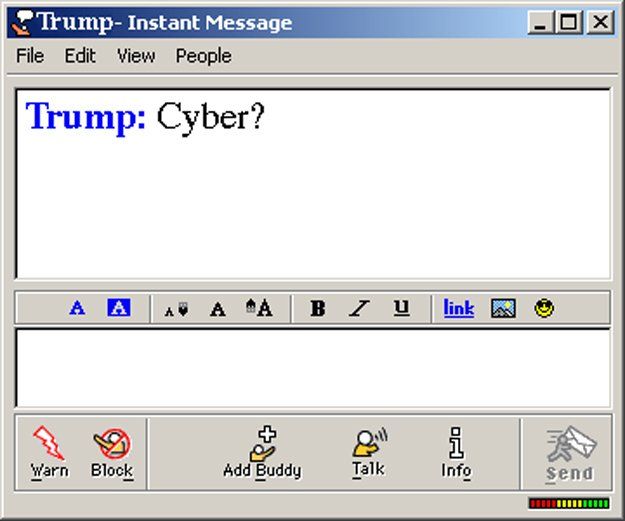 Trump- Instant Message
File Edit View People
Trump: Cyber?
A A A A A B I U link
Warn Block Add Buddy Talk Info Send